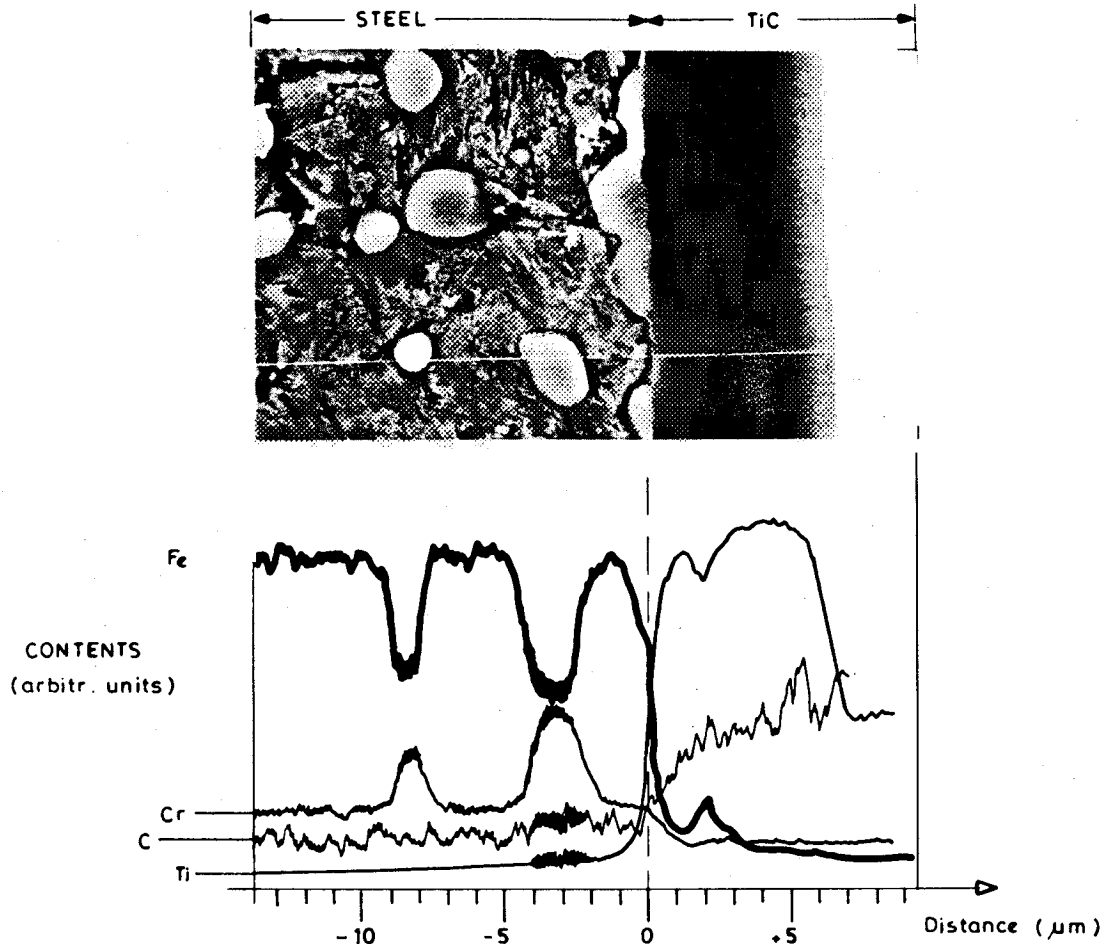 STEEL TiC
Fe
CONTENTS
(arbitr. units)
Cr
C
Ti
-10 -5 0 +5 Distance (μm)